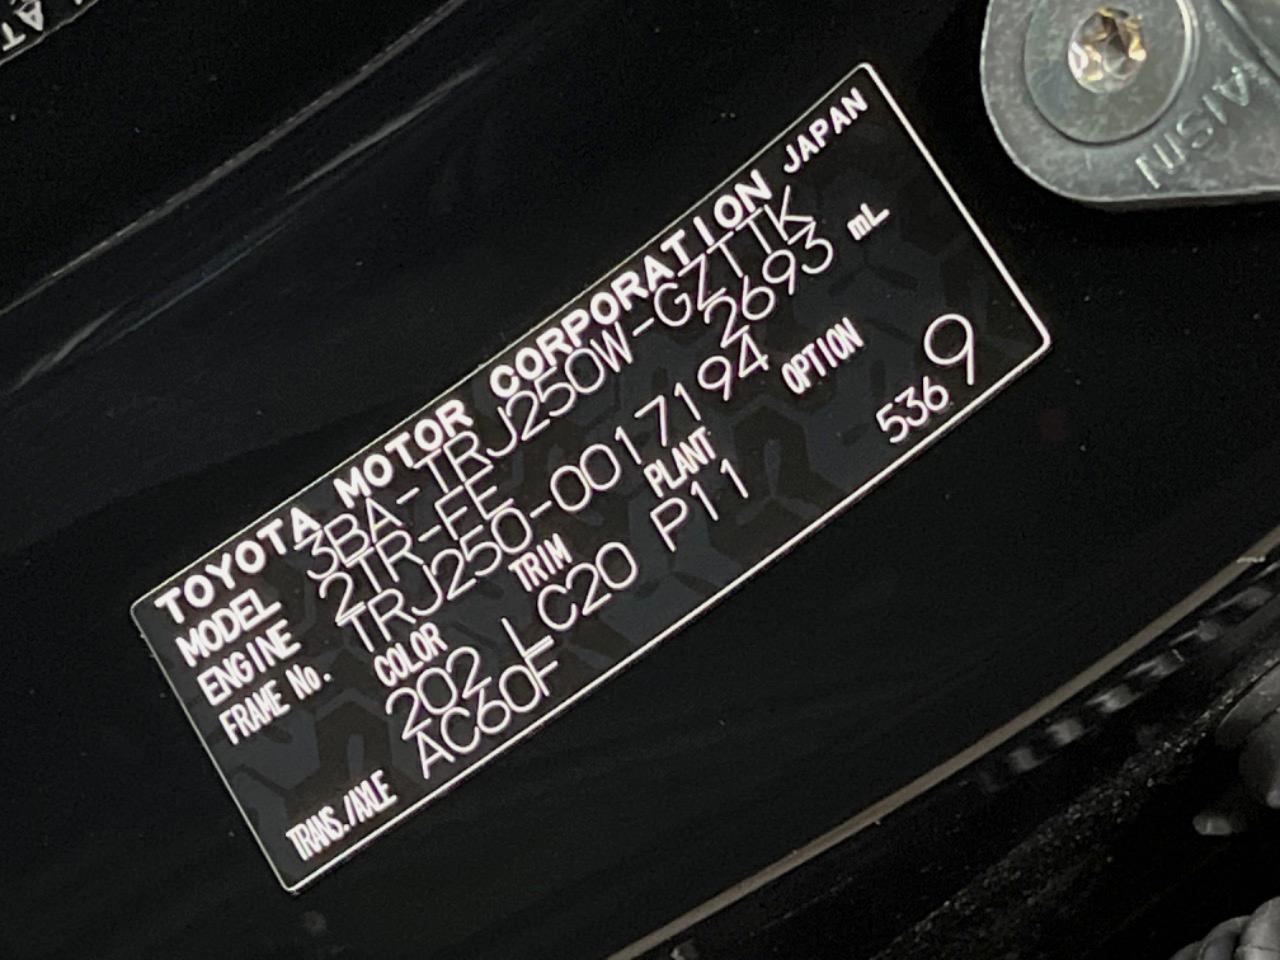 TOYOTA MOTOR CORPORATION JAPAN
MODEL 3BA-TRJ250W-GZTTK
ENGINE 2TR-FE 2693 mL
FRAME No. TRJ250-0017194
COLOR TRIM PLANT OPTION
202 LC20 P11 536 9
TRANS./AXLE AC60F
AISIN